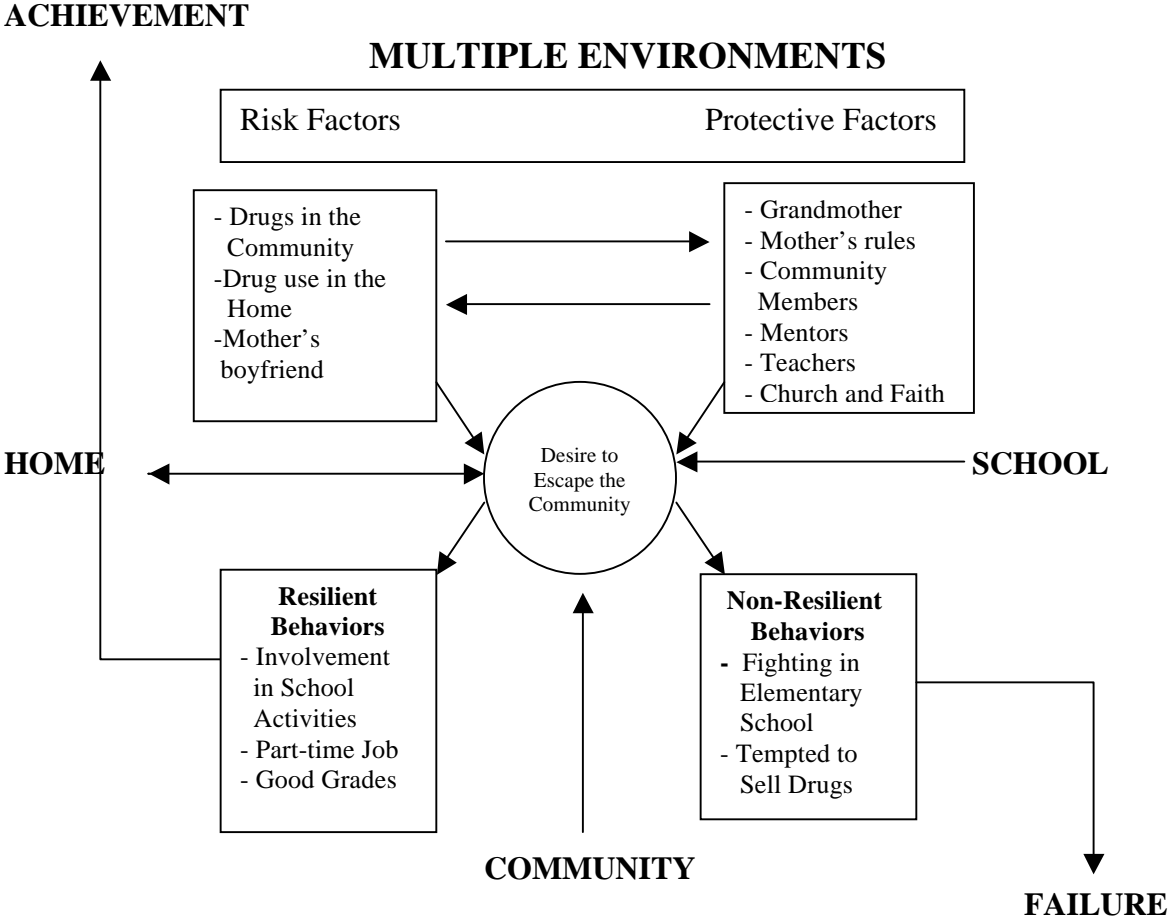 ACHIEVEMENT
MULTIPLE ENVIRONMENTS
Risk Factors
Protective Factors
- Drugs in the
Community
-Drug use in the
Home
-Mother’s
boyfriend
- Grandmother
- Mother’s rules
- Community
Members
- Mentors
- Teachers
- Church and Faith
HOME
Desire to
Escape the
Community
SCHOOL
Resilient
Behaviors
- Involvement
in School
Activities
- Part-time Job
- Good Grades
Non-Resilient
Behaviors
- Fighting in
Elementary
School
- Tempted to
Sell Drugs
COMMUNITY
FAILURE